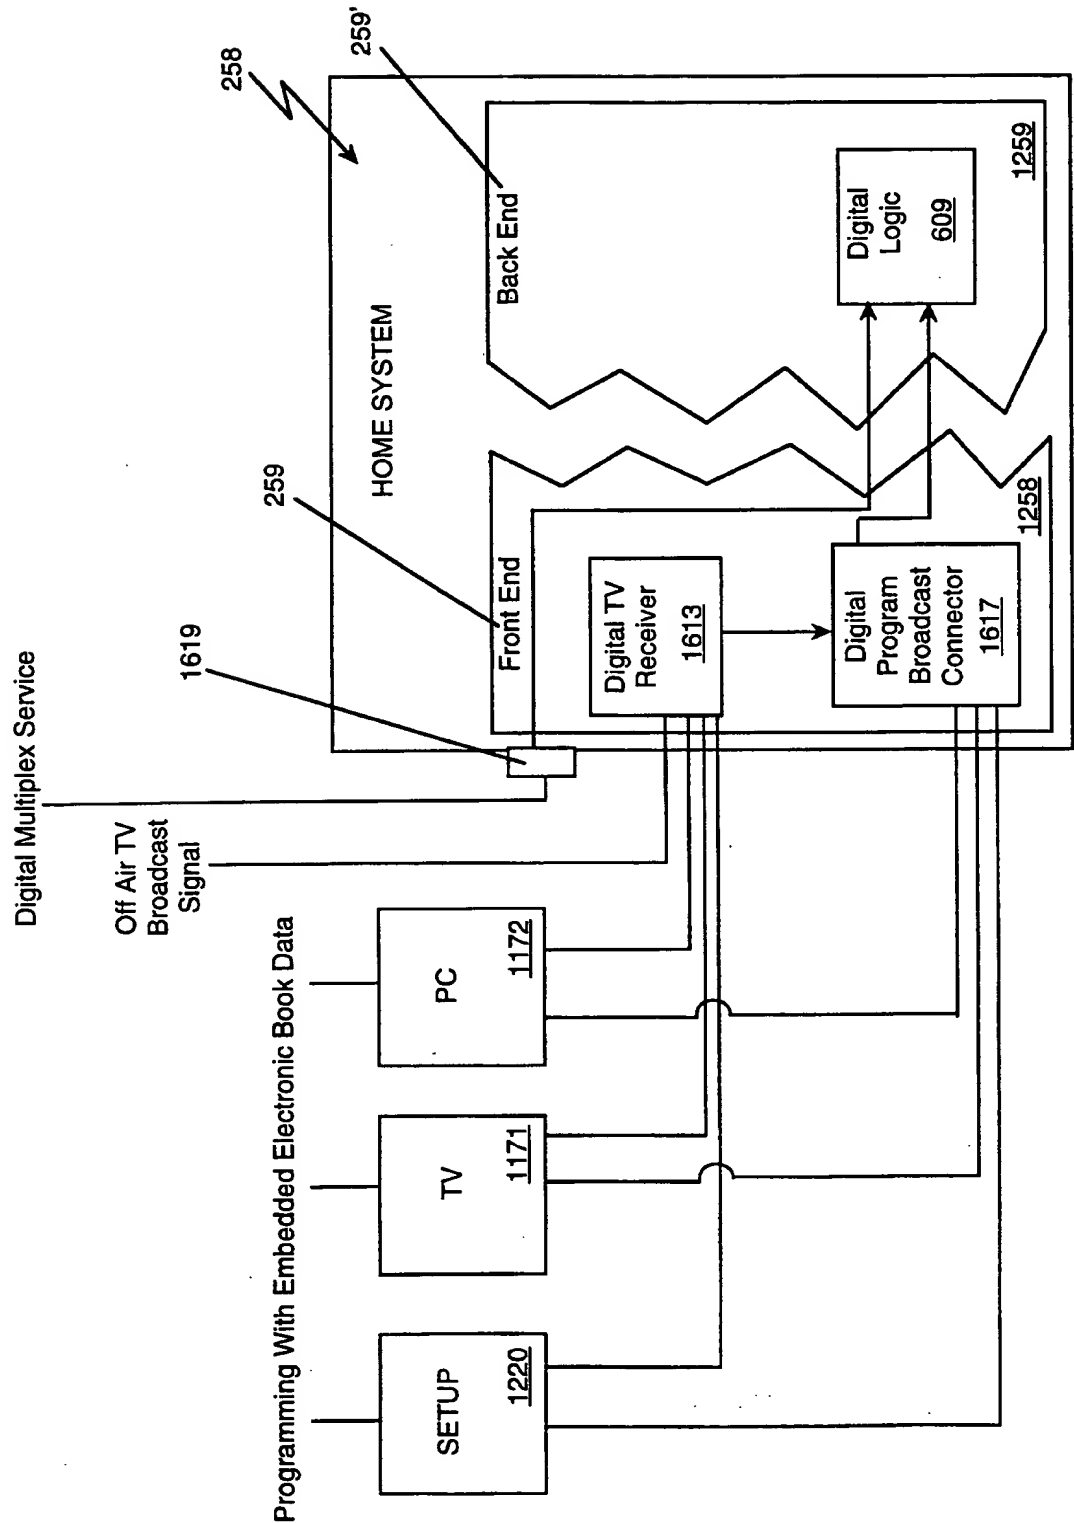 Digital Multiplex Service
Off Air TV
Broadcast
Signal
Programming With Embedded Electronic Book Data
PC
1172
TV
1171
SETUP
1220
1619
259
258
259'
HOME SYSTEM
Front End
Digital TV
Receiver
1613
Digital
Program
Broadcast
Connector
1617
1258
Back End
Digital
Logic
609
1259